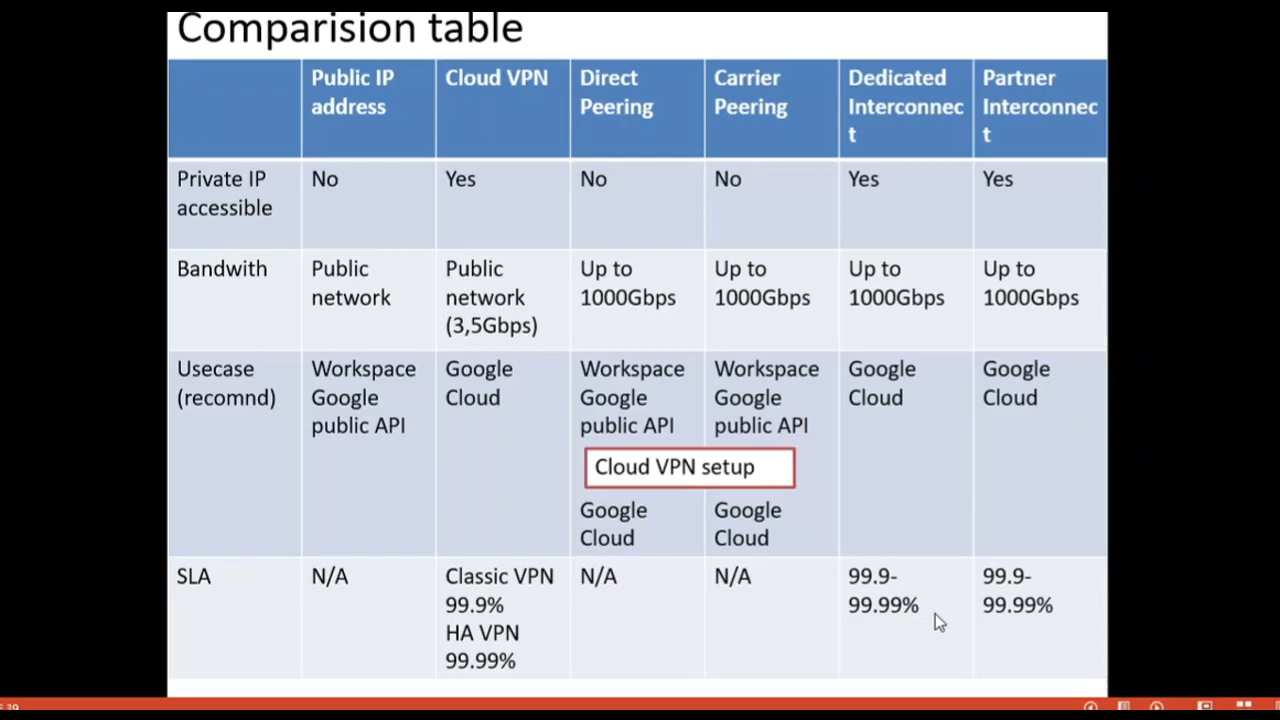 Comparision table
Public IP address
Cloud VPN
Direct Peering
Carrier Peering
Dedicated Interconnec
t
Partner Interconnec
t
Private IP accessible
No
Yes
No
No
Yes
Yes
Bandwith
Public network
Public network (3,5Gbps)
Up to 1000Gbps
Up to 1000Gbps
Up to 1000Gbps
Up to 1000Gbps
Usecase (recomnd)
Workspace Google public API
Google Cloud
Workspace Google public API
Workspace Google public API
Google Cloud
Google Cloud
Cloud VPN setup
Google Cloud
Google Cloud
SLA
N/A
Classic VPN 99.9%
HA VPN 99.99%
N/A
N/A
99.9-99.99%
99.9-99.99%